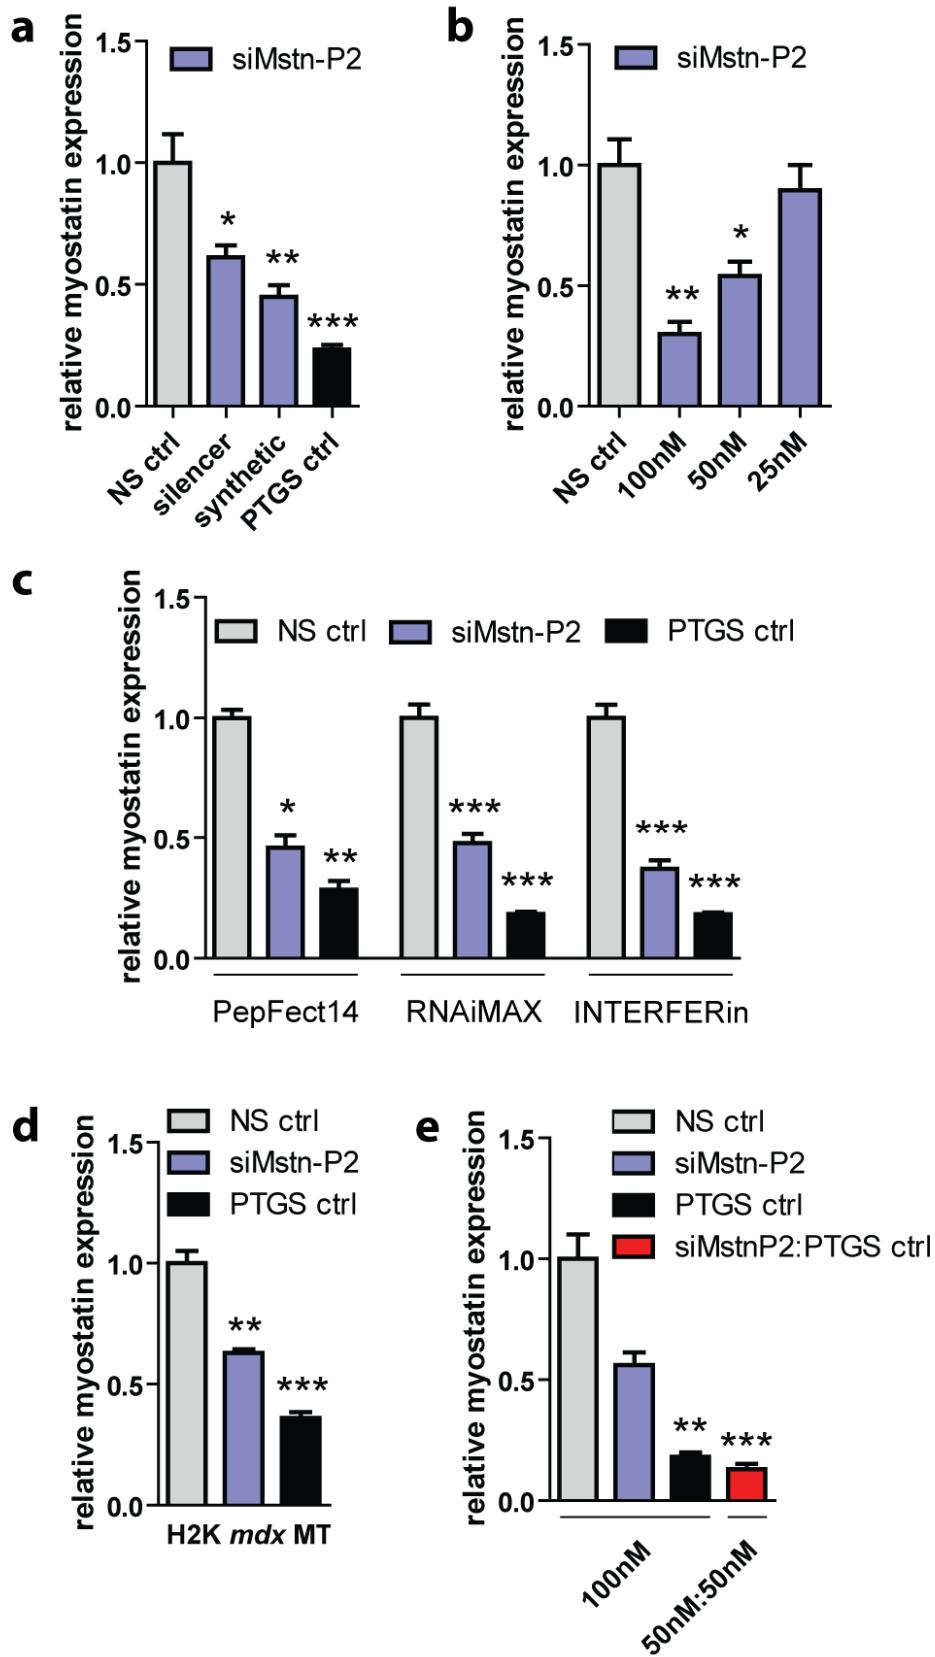 a
relative myostatin expression
1.5
1.0
0.5
0.0
siMstn-P2
*
**
***
NS ctrl
silencer
synthetic
PTGS ctrl
b
relative myostatin expression
1.5
1.0
0.5
0.0
siMstn-P2
**
*
NS ctrl
100nM
50nM
25nM
c
relative myostatin expression
1.5
1.0
0.5
0.0
NS ctrl
siMstn-P2
PTGS ctrl
*
**
***
***
***
***
PepFect14
RNAiMAX
INTERFERin
d
relative myostatin expression
1.5
1.0
0.5
0.0
NS ctrl
siMstn-P2
PTGS ctrl
**
***
H2K mdx MT
e
relative myostatin expression
1.5
1.0
0.5
0.0
NS ctrl
siMstn-P2
PTGS ctrl
siMstnP2:PTGS ctrl
**
***
100nM
50nM:50nM